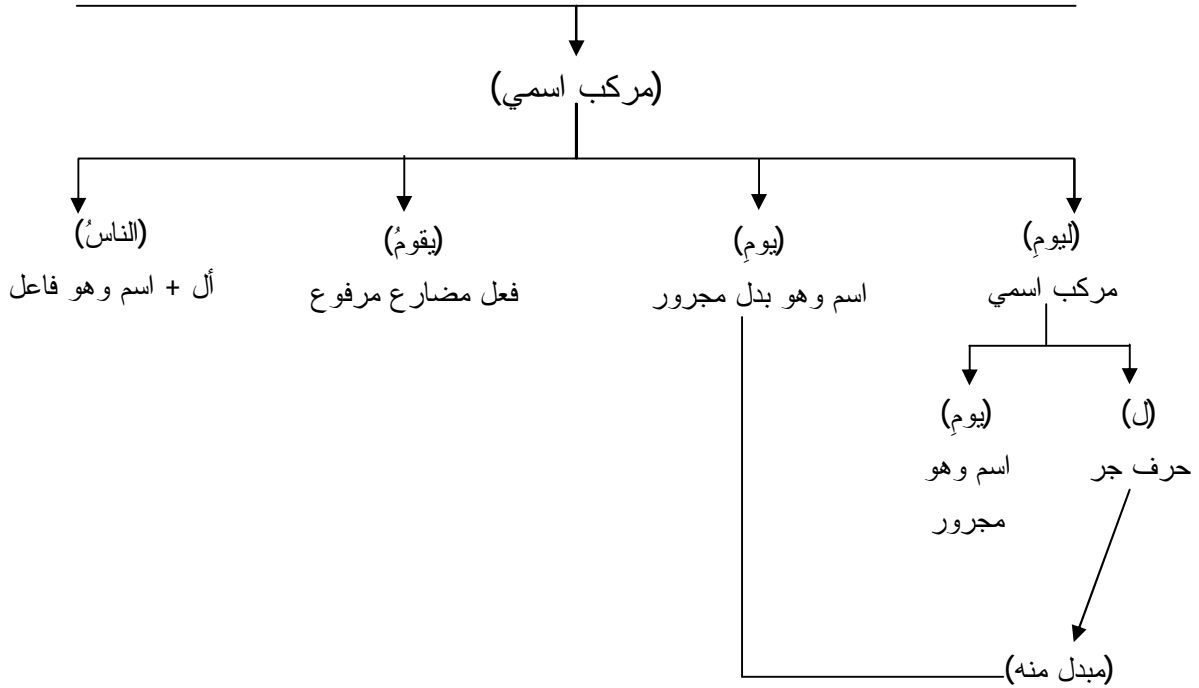 (مركب اسمي)
(ليومِ)
(يومِ)
(يقومُ)
(الناسُ)
مركب اسمي
اسم وهو بدل مجرور
فعل مضارع مرفوع
أل + اسم وهو فاعل
(ل)
(يومِ)
حرف جر
اسم وهو
مجرور
(مبدل منه)